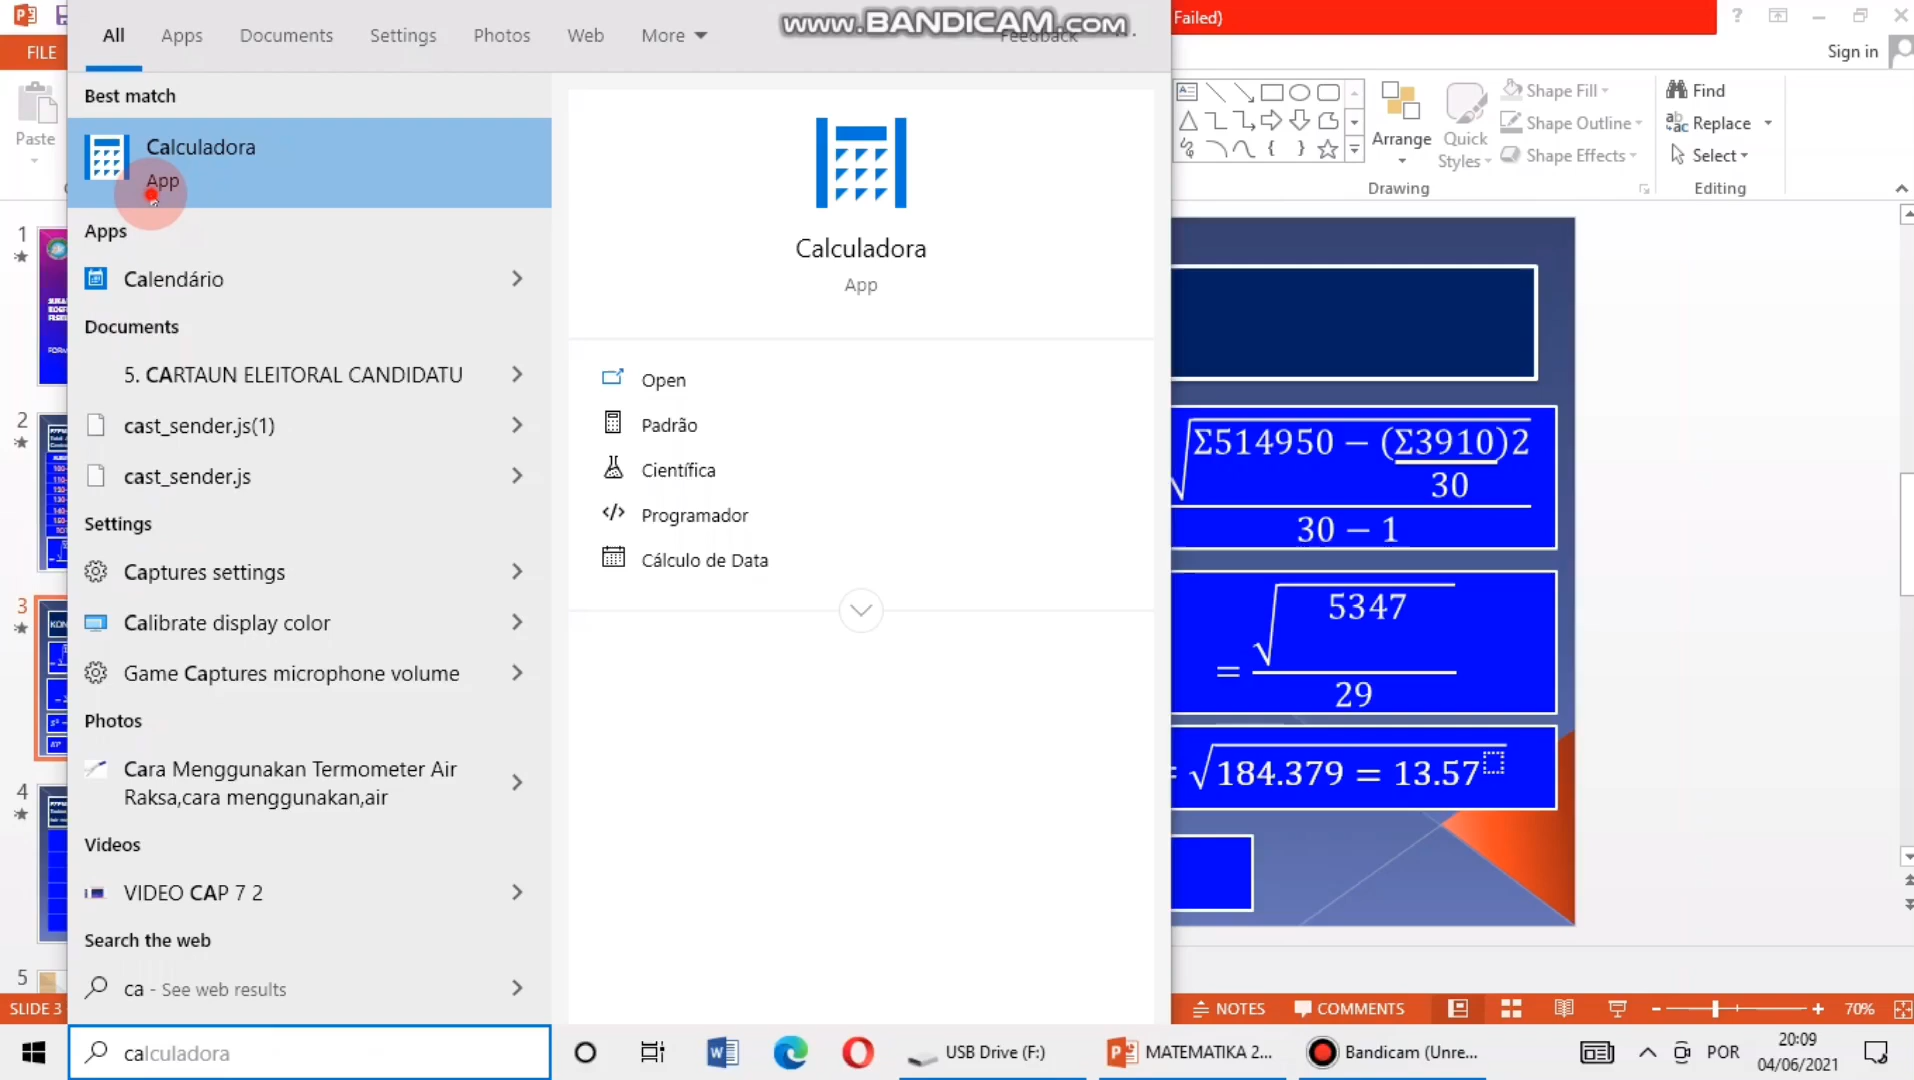 All Apps Documents Settings Photos Web More Feedback ...
www.BANDICAM.com
Failed)
FILE
Sign in
Best match
Calculadora
App
Apps
Calendário
Documents
5. CARTAUN ELEITORAL CANDIDATU
cast_sender.js(1)
cast_sender.js
Settings
Captures settings
Calibrate display color
Game Captures microphone volume
Photos
Cara Menggunakan Termometer Air
Raksa,cara menggunakan,air
Videos
VIDEO CAP 7 2
Search the web
ca - See web results
calculadora
Calculadora
App
Open
Padrão
Científica
Programador
Cálculo de Data
Paste
Arrange
Quick
Styles
Shape Fill
Shape Outline
Shape Effects
Drawing
Find
Replace
Select
Editing
1
2
3
4
5
√Σ514950 − (Σ3910)2
30
30 − 1
= √5347
29
= √184.379 = 13.57
SLIDE 3
NOTES
COMMENTS
70%
USB Drive (F:)
MATEMATIKA 2...
Bandicam (Unre...
POR
20:09
04/06/2021